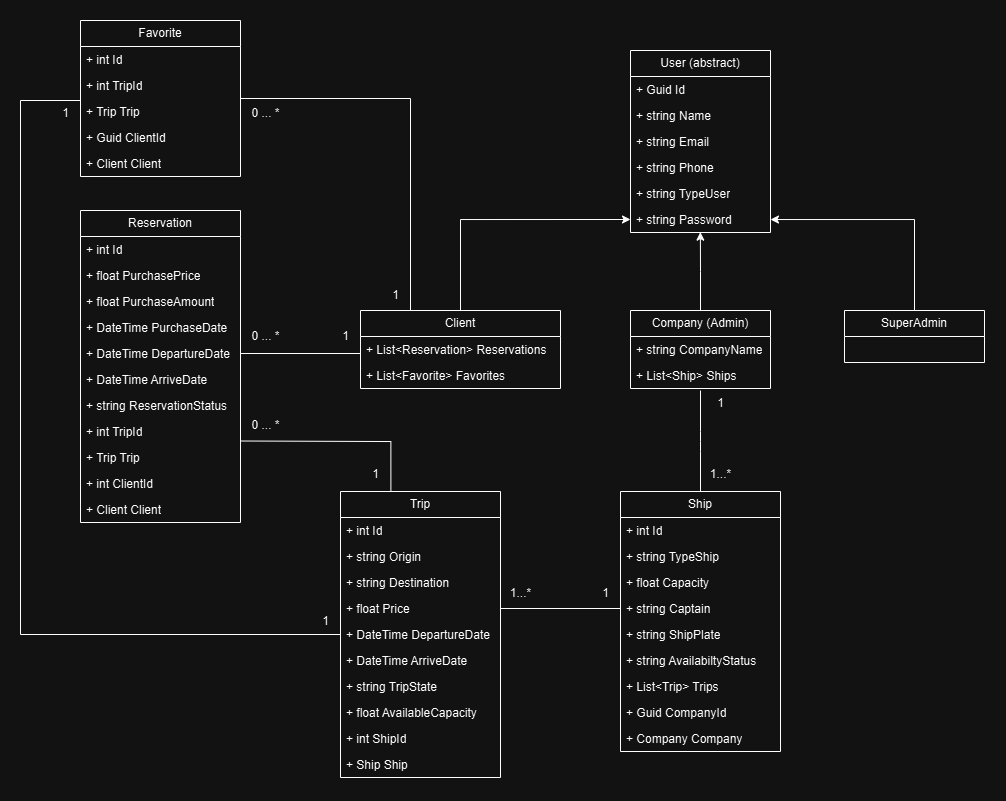 Favorite
+ int Id
+ int TripId
+ Trip Trip
+ Guid ClientId
+ Client Client
1
0 ... *
1
User (abstract)
+ Guid Id
+ string Name
+ string Email
+ string Phone
+ string TypeUser
+ string Password
Reservation
+ int Id
+ float PurchasePrice
+ float PurchaseAmount
+ DateTime PurchaseDate
+ DateTime DepartureDate
+ DateTime ArriveDate
+ string ReservationStatus
+ int TripId
+ Trip Trip
+ int ClientId
+ Client Client
0 ... *
1
0 ... *
1
Client
+ List<Reservation> Reservations
+ List<Favorite> Favorites
Company (Admin)
+ string CompanyName
+ List<Ship> Ships
SuperAdmin
1
1...*
Trip
+ int Id
+ string Origin
+ string Destination
+ float Price
+ DateTime DepartureDate
+ DateTime ArriveDate
+ string TripState
+ float AvailableCapacity
+ int ShipId
+ Ship Ship
1
1...*
1
Ship
+ int Id
+ string TypeShip
+ float Capacity
+ string Captain
+ string ShipPlate
+ string AvailabiltyStatus
+ List<Trip> Trips
+ Guid CompanyId
+ Company Company